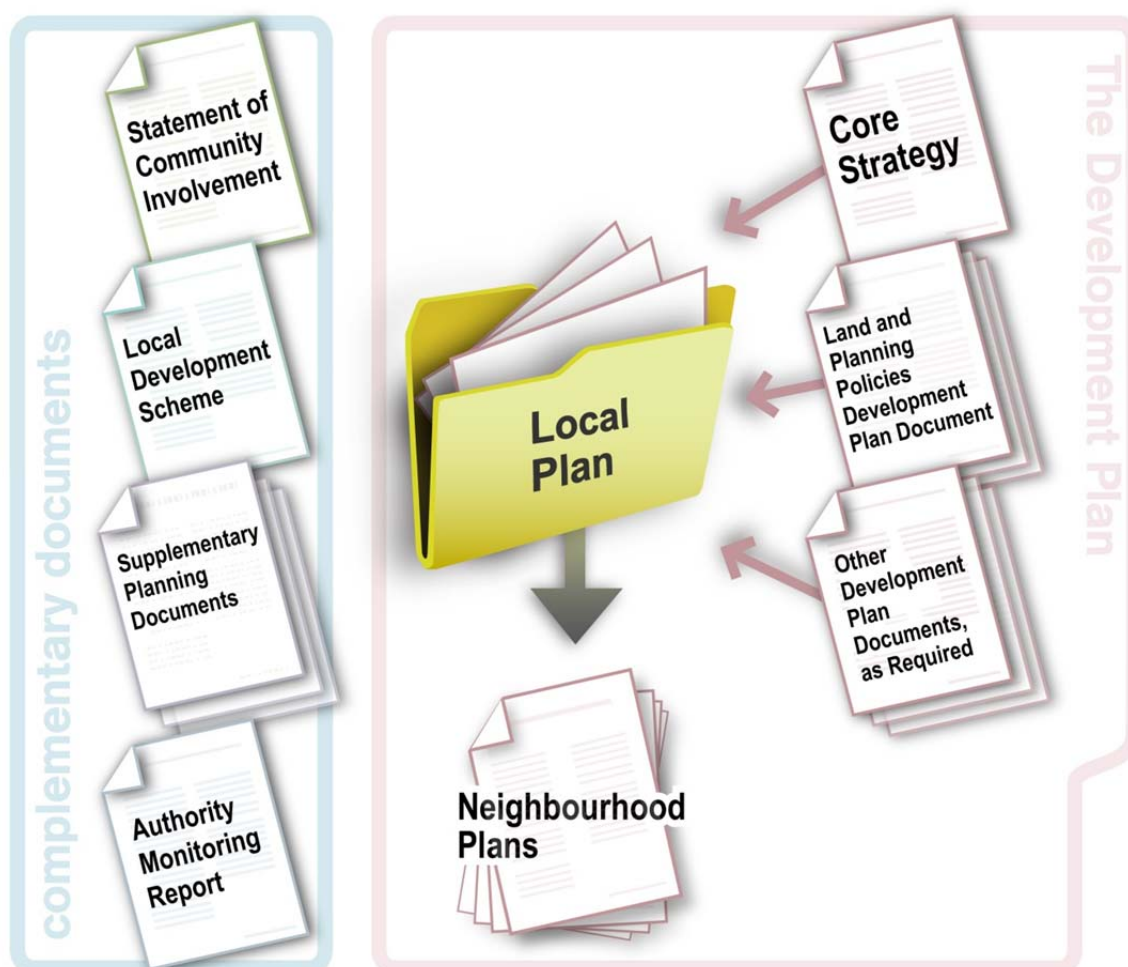 complementary documents
Statement of
Community
Involvement
Local
Development
Scheme
Supplementary
Planning
Documents
Authority
Monitoring
Report
The Development Plan
Core
Strategy
Land and
Planning
Policies
Development
Plan Document
Other
Development
Plan
Documents,
as Required
Local
Plan
Neighbourhood
Plans